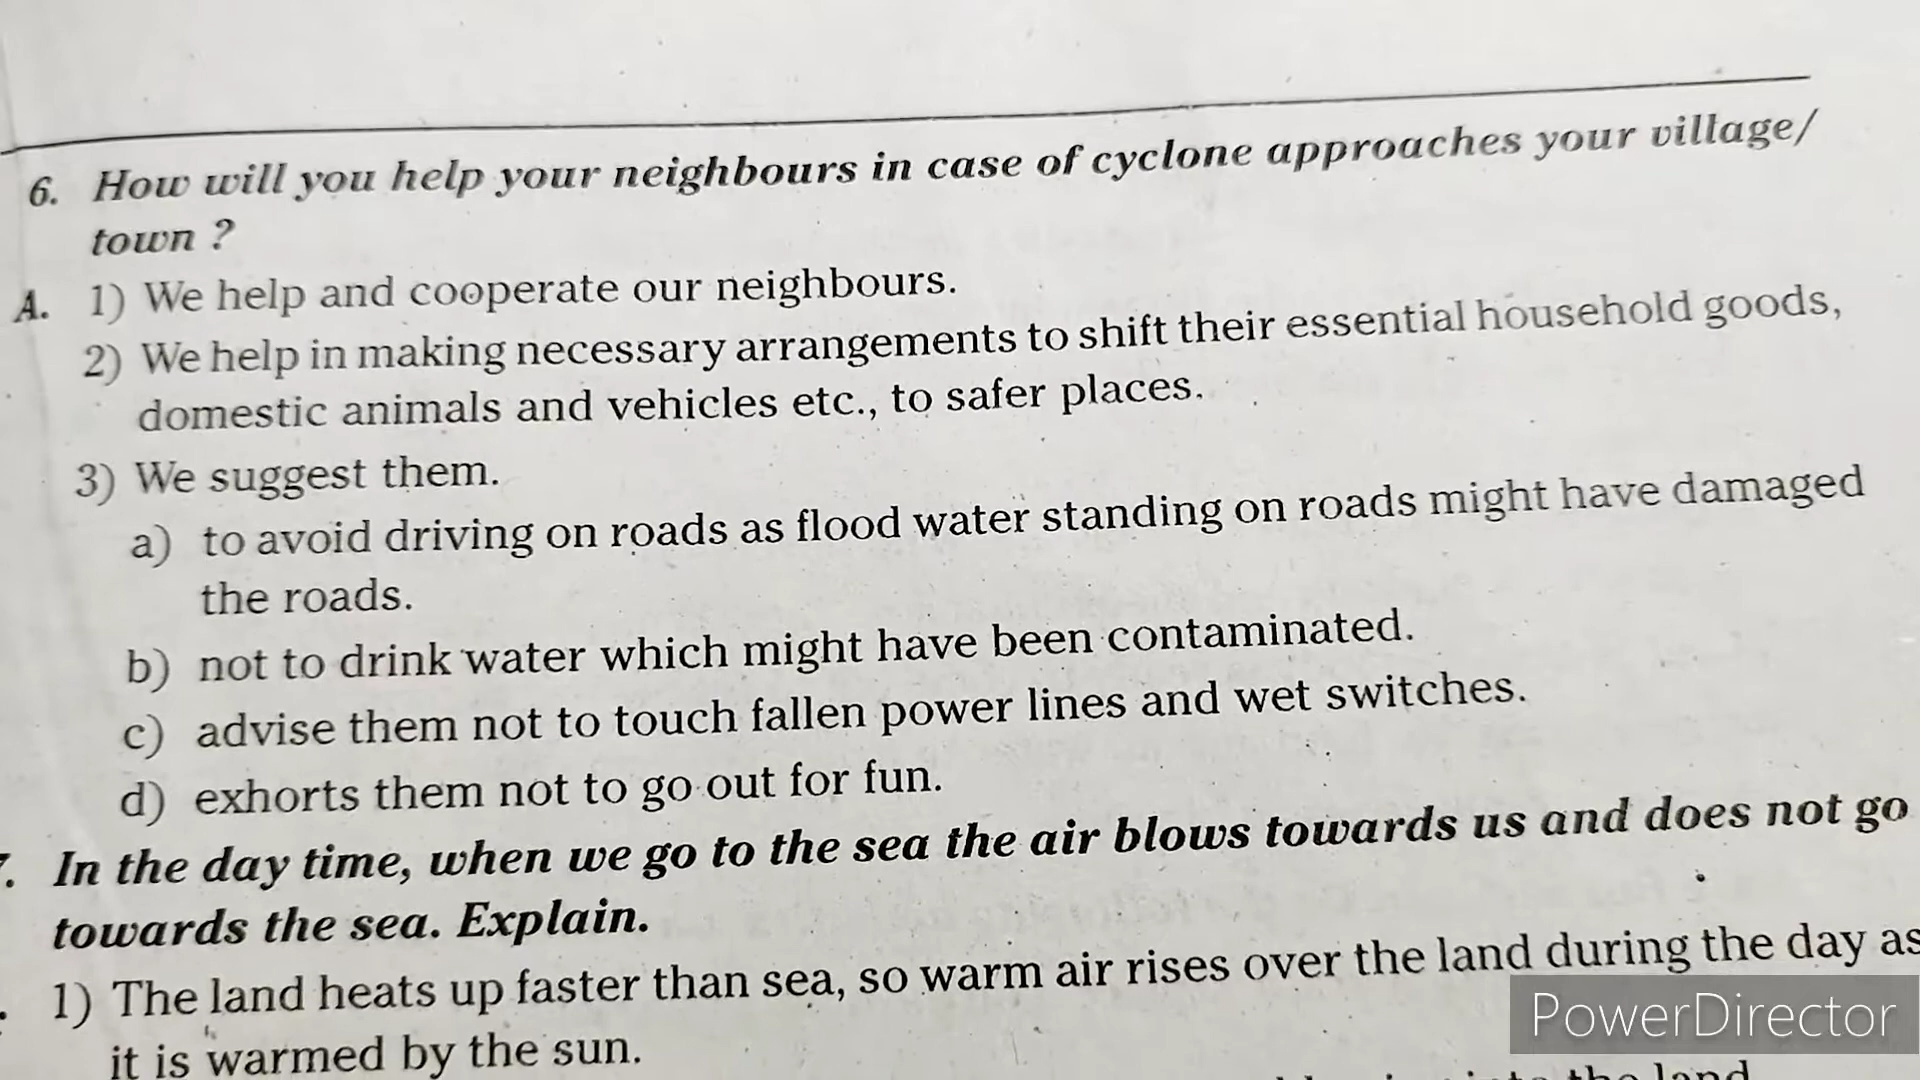 6. How will you help your neighbours in case of cyclone approaches your village/
town ?
A. 1) We help and cooperate our neighbours.
2) We help in making necessary arrangements to shift their essential household goods,
domestic animals and vehicles etc., to safer places.
3) We suggest them.
a) to avoid driving on roads as flood water standing on roads might have damaged
the roads.
b) not to drink water which might have been contaminated.
c) advise them not to touch fallen power lines and wet switches.
d) exhorts them not to go out for fun.
7. In the day time, when we go to the sea the air blows towards us and does not go
towards the sea. Explain.
1) The land heats up faster than sea, so warm air rises over the land during the day as
it is warmed by the sun.
the land
PowerDirector